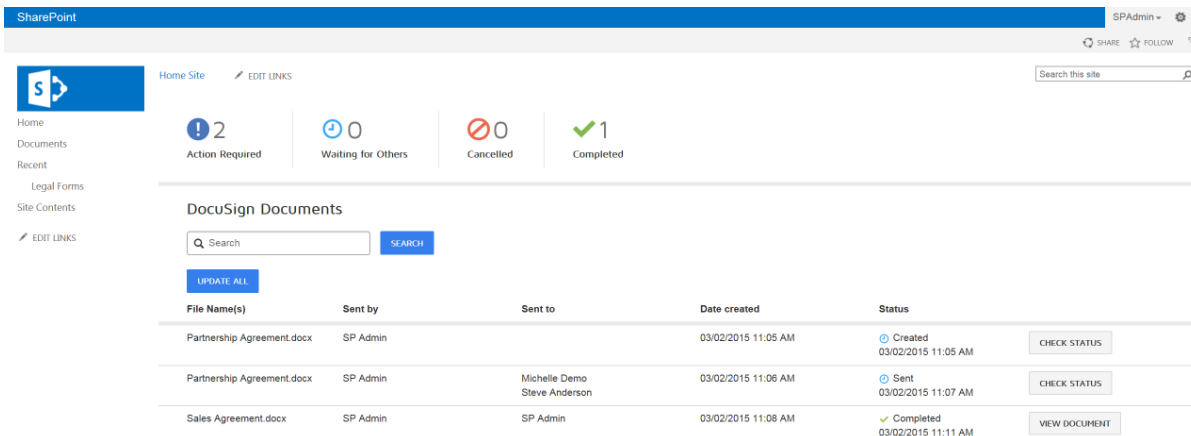 SharePoint
SPAdmin
SHARE FOLLOW
S
Home Site EDIT LINKS
Search this site
Home
Documents
Recent
Legal Forms
Site Contents
EDIT LINKS
2 0 0 1
Action Required Waiting for Others Cancelled Completed
DocuSign Documents
Search SEARCH
UPDATE ALL
File Name(s) Sent by Sent to Date created Status
Partnership Agreement.docx SP Admin 03/02/2015 11:05 AM Created
03/02/2015 11:05 AM
CHECK STATUS
Partnership Agreement.docx SP Admin Michelle Demo 03/02/2015 11:06 AM Sent
Steve Anderson 03/02/2015 11:07 AM
CHECK STATUS
Sales Agreement.docx SP Admin SP Admin 03/02/2015 11:08 AM Completed
03/02/2015 11:11 AM
VIEW DOCUMENT